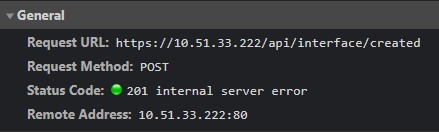 General
Request URL: https://10.51.33.222/api/interface/created
Request Method: POST
Status Code: 201 internal server error
Remote Address: 10.51.33.222:80